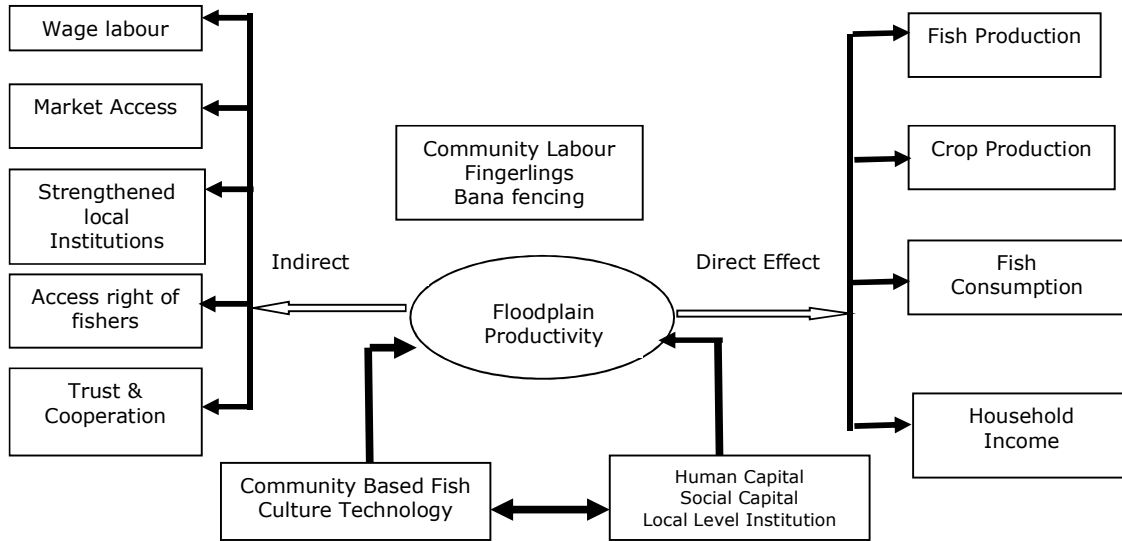 Wage labour
Market Access
Strengthened
local
Institutions
Access right of
fishers
Trust &
Cooperation
Indirect
Community Labour
Fingerlings
Bana fencing
Floodplain
Productivity
Direct Effect
Fish Production
Crop Production
Fish
Consumption
Household
Income
Community Based Fish
Culture Technology
Human Capital
Social Capital
Local Level Institution